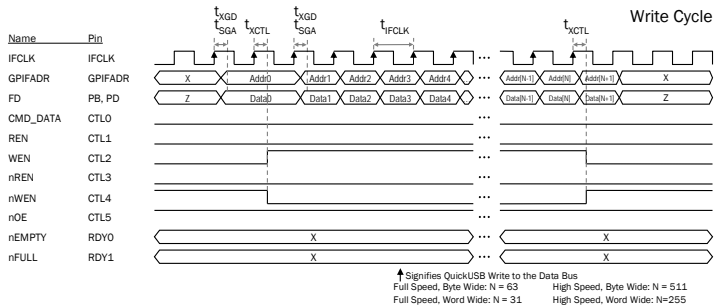 Write Cycle
tXGD
tSGA
tXCTL
tXGD
tSGA
tIFCLK
tXCTL
Name Pin
IFCLK IFCLK
GPIFADR GPIFADR X Addr0 Addr1 Addr2 Addr3 Addr4 ... Addr[N-1] Addr[N] Addr[N+1] X
FD PB, PD Z Data0 Data1 Data2 Data3 Data4 ... Data[N-1] Data[N] Data[N+1] Z
CMD_DATA CTL0
REN CTL1
WEN CTL2
nREN CTL3
nWEN CTL4
nOE CTL5
nEMPTY RDY0 X X
nFULL RDY1 X X
Signifies QuickUSB Write to the Data Bus
Full Speed, Byte Wide: N = 63 High Speed, Byte Wide: N = 511
Full Speed, Word Wide: N = 31 High Speed, Word Wide: N=255